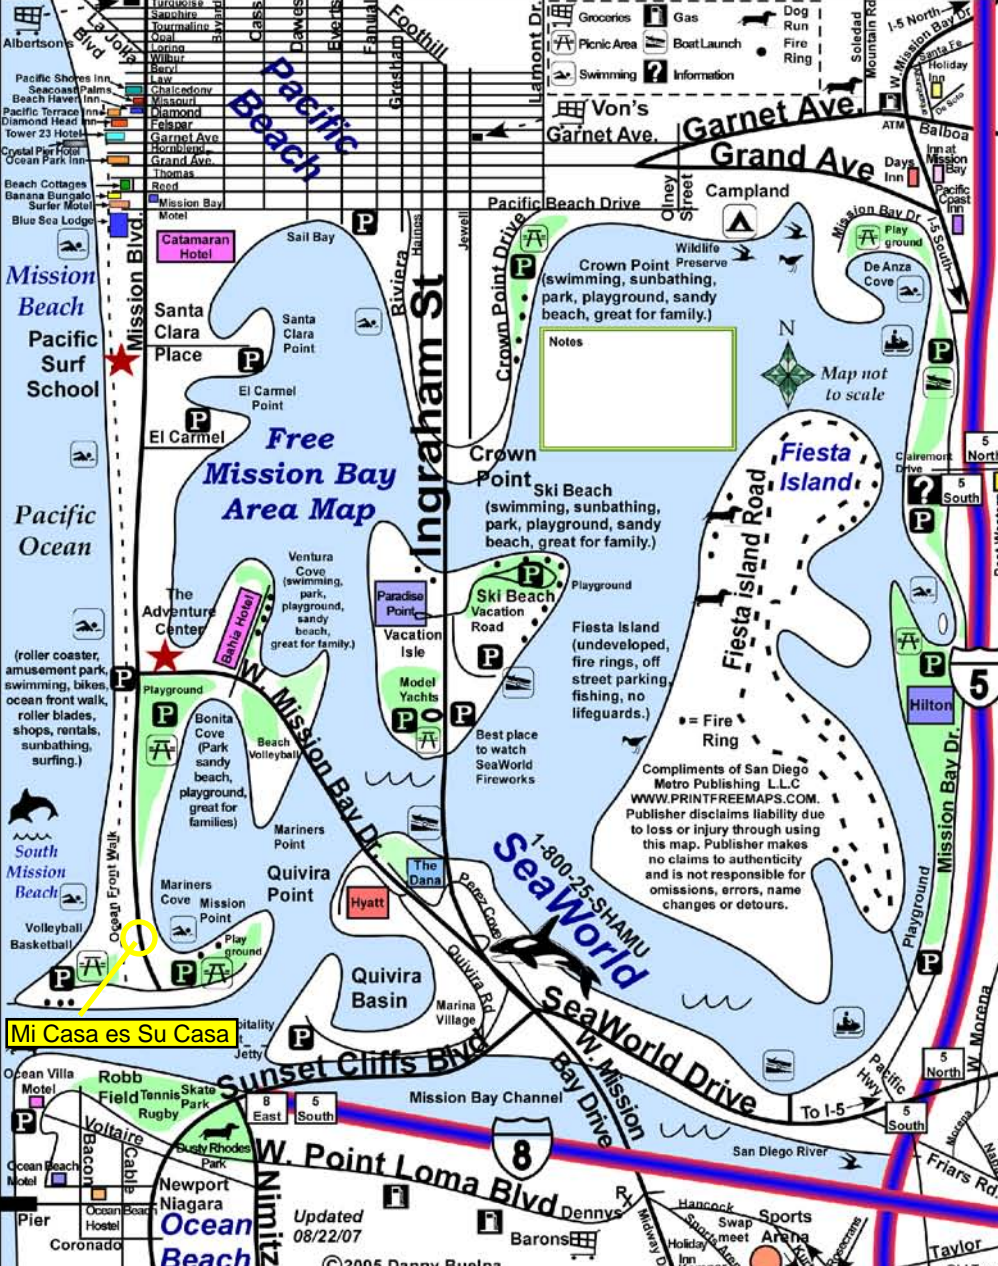 Turquoise
Sapphire
Tourmaline
Opal
Loring
Wilbur
Beryl
Law
Chalcedony
Missouri
Diamond
Felspar
Garnet Ave
Hornblend
Grand Ave.
Thomas
Reed
Mission Bay
Motel
Bayard
Cass
Dawes
Everts
Fanual
Gresham
Foothill
Lamont Dr.
La Jolla
Blvd
Albertson's
Pacific Shores Inn
Seacoast Palms
Beach Haven Inn
Pacific Terrace Inn
Diamond Head Inn
Tower 23 Hotel
Crystal Pier Hotel
Ocean Park Inn
Beach Cottages
Banana Bungalo
Surfer Motel
Blue Sea Lodge
Pacific
Beach
Groceries
Gas
Dog
Run
Picnic Area
Boat Launch
Fire
Ring
Swimming
? Information
Soledad
Mountain Rd
I-5 North
W. Mission Bay Dr
Santa Fe
Holiday
Inn
De Soto
Von's
Garnet Ave.
Garnet Ave.
Grand Ave
ATM
Balboa
Days
Inn
Inn at
Mission
Bay
Pacific
Coast
Inn
Olney
Street
Campland
Pacific Beach Drive
Mission Bay Dr
I-5 South
Play
ground
De Anza
Cove
Wildlife
Preserve
Mission
Beach
Mission Blvd.
Catamaran
Hotel
Sail Bay
P
Riviera
Haines
Jewell
Ingraham St
Crown Point Drive
P
Crown Point
(swimming, sunbathing,
park, playground, sandy
beach, great for family.)
Notes
N
Map not
to scale
P
Pacific
Surf
School
Santa
Clara
Place
Santa
Clara
Point
P
El Carmel
Point
P
El Carmel
Free
Mission Bay
Area Map
Crown
Point
Ski Beach
(swimming, sunbathing,
park, playground, sandy
beach, great for family.)
Fiesta
Island
Fiesta Island Road
Clairemont
Drive
5
North
5
South
?
P
Pacific
Ocean
The
Adventure
Center
Bahia Hotel
Ventura
Cove
(swimming,
park,
playground,
sandy
beach,
great for family.)
Paradise
Point
Vacation
Isle
P
Ski Beach
Vacation
Road
Playground
P
Fiesta Island
(undeveloped,
fire rings, off
street parking,
fishing, no
lifeguards.)
= Fire
Ring
P
Hilton
5
Mission Bay Dr.
(roller coaster,
amusement park,
swimming, bikes,
ocean front walk,
roller blades,
shops, rentals,
sunbathing,
surfing.)
P
Playground
P
W. Mission Bay Dr.
Bonita
Cove
(Park
sandy
beach,
playground,
great for
families)
Beach
Volleyball
Model
Yachts
P
P
Best place
to watch
SeaWorld
Fireworks
Compliments of San Diego
Metro Publishing L.L.C
WWW.PRINTFREEMAPS.COM.
Publisher disclaims liability due
to loss or injury through using
this map. Publisher makes
no claims to authenticity
and is not responsible for
omissions, errors, name
changes or detours.
South
Mission
Beach
Ocean Front Walk
Mariners
Point
Quivira
Point
The
Dana
Hyatt
Perez Cove
1-800-25-SHAMU
SeaWorld
Playground
P
Mariners
Cove
Mission
Point
Play
ground
P
Volleyball
Basketball
P
Mi Casa es Su Casa
Quivira
Basin
Quivira Rd
Marina
Village
P
Jetty
Sunset Cliffs Blvd
SeaWorld Drive
W. Mission
Bay Drive
Mission Bay Channel
Pacific
Hwy
5
North
W. Morena
To I-5
5
South
Morena
Ocean Villa
Motel
P
Robb
Field
Tennis
Rugby
Skate
Park
8
East
5
South
8
San Diego River
Friars Rd
Voltaire
Bacon
Cable
Dusty Rhodes
Park
W. Point Loma Blvd
Ocean Beach
Motel
Newport
Niagara
Ocean Beach
Hostel
Pier
Coronado
Ocean
Beach
Nimitz
Updated
08/22/07
©2005 Danny Buelna
Dennys
Barons
Midway D
Hancock
Sports Aren
Swap
meet
Sports
Arena
Holiday
Inn
Kur
Rosecrans
Taylor